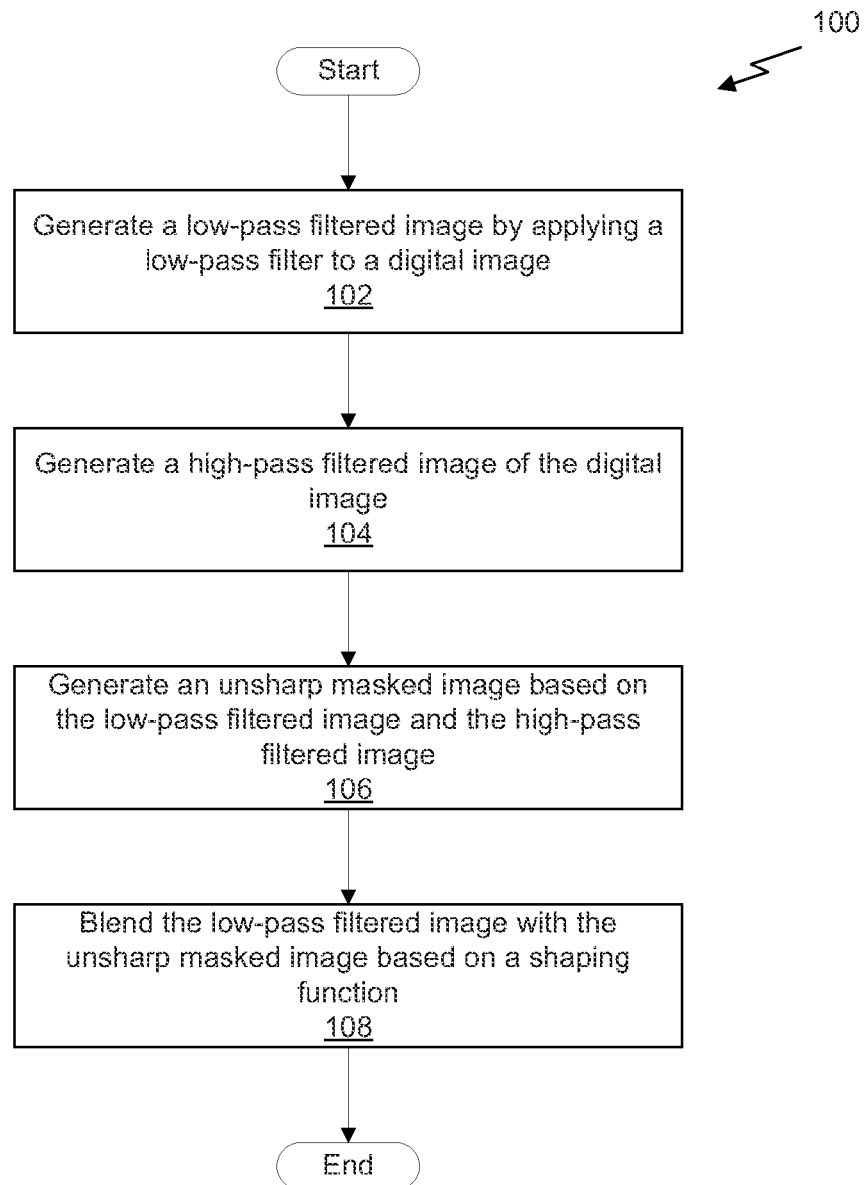 100
Start
Generate a low-pass filtered image by applying a
low-pass filter to a digital image
102
Generate a high-pass filtered image of the digital
image
104
Generate an unsharp masked image based on
the low-pass filtered image and the high-pass
filtered image
106
Blend the low-pass filtered image with the
unsharp masked image based on a shaping
function
108
End